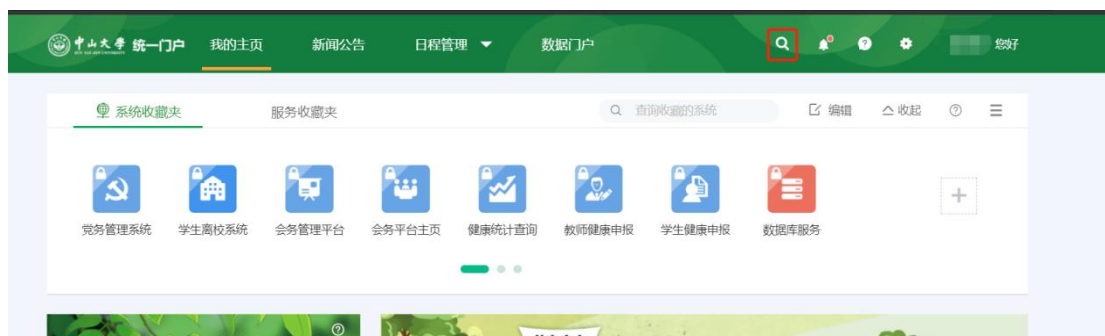 中山大學 统一门户 我的主页 新闻公告 日程管理 数据门户 您好
系统收藏夹 服务收藏夹 查询收藏的系统 编辑 收起
党务管理系统 学生离校系统 会务管理平台 会务平台主页 健康统计查询 教师健康申报 学生健康申报 数据库服务